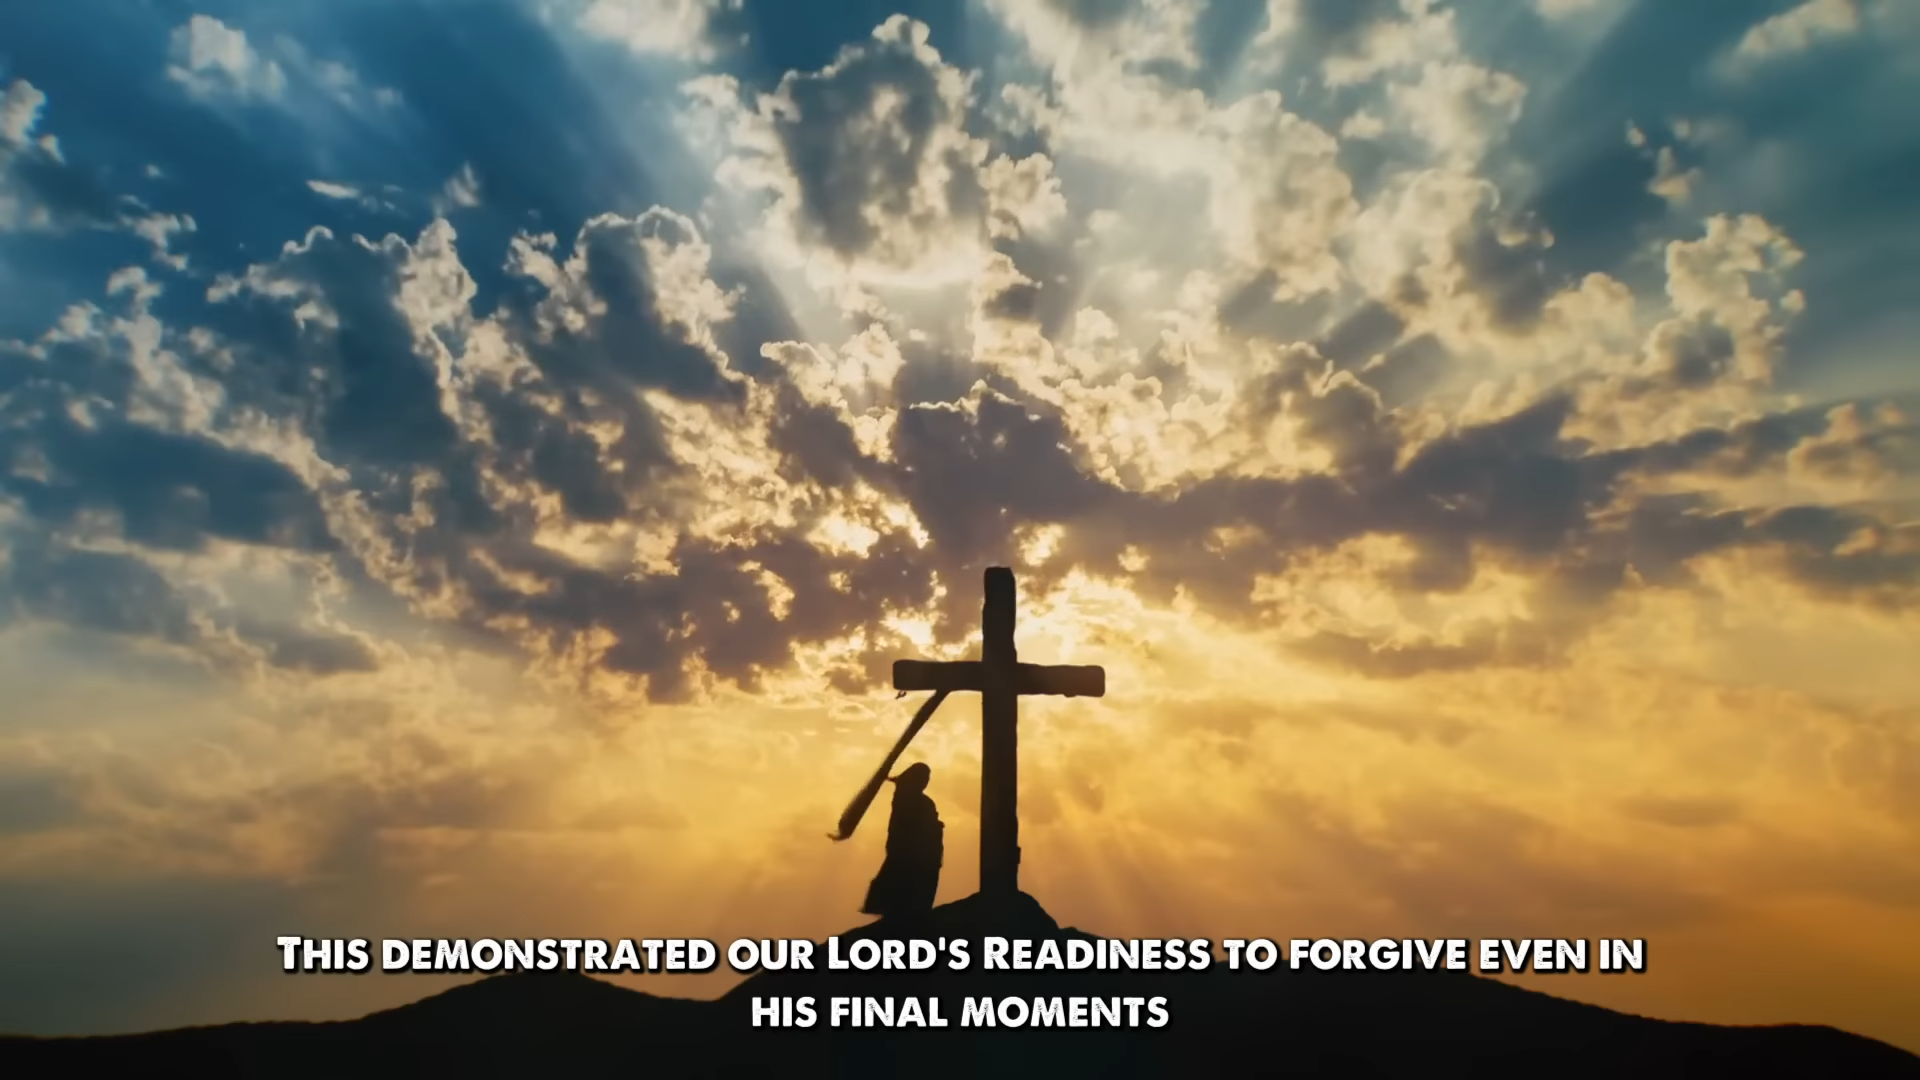 This demonstrated our Lord's Readiness to forgive even in
his final moments